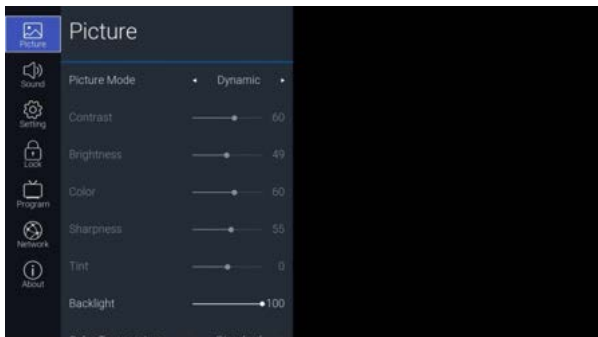 Picture
Picture
Sound
Picture Mode Dynamic
Setting
Contrast 60
Lock
Brightness 49
Program
Color 60
Network
Sharpness 55
About
Tint 0
Backlight 100